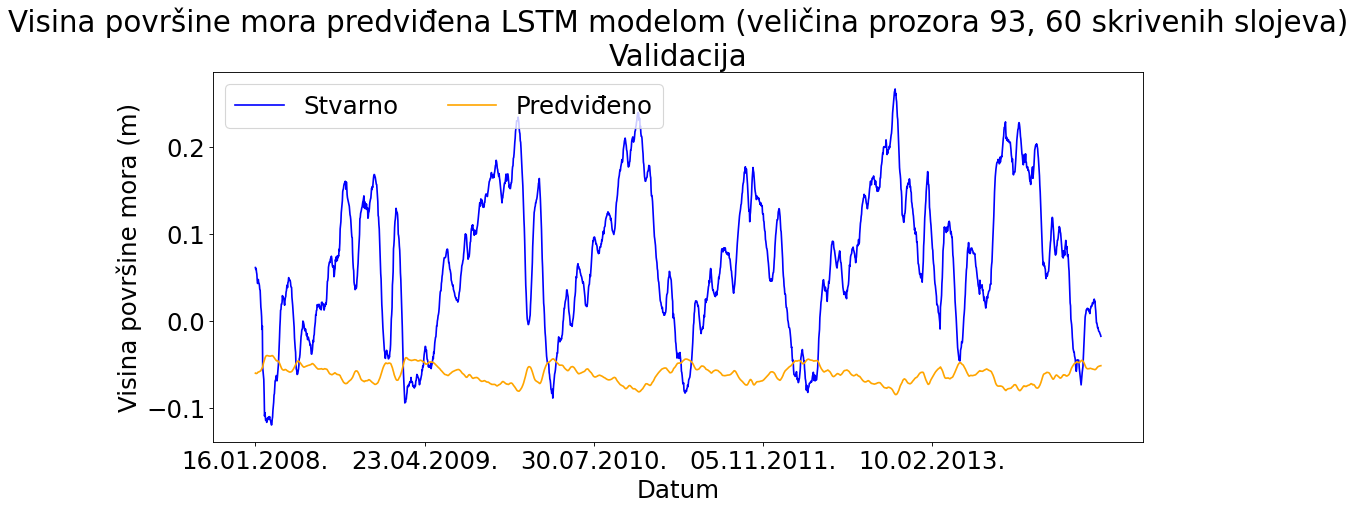 Visina površine mora predviđena LSTM modelom (veličina prozora 93, 60 skrivenih slojeva)
Validacija
Stvarno Predviđeno
Visina površine mora (m)
0.2
0.1
0.0
−0.1
16.01.2008. 23.04.2009. 30.07.2010. 05.11.2011. 10.02.2013.
Datum